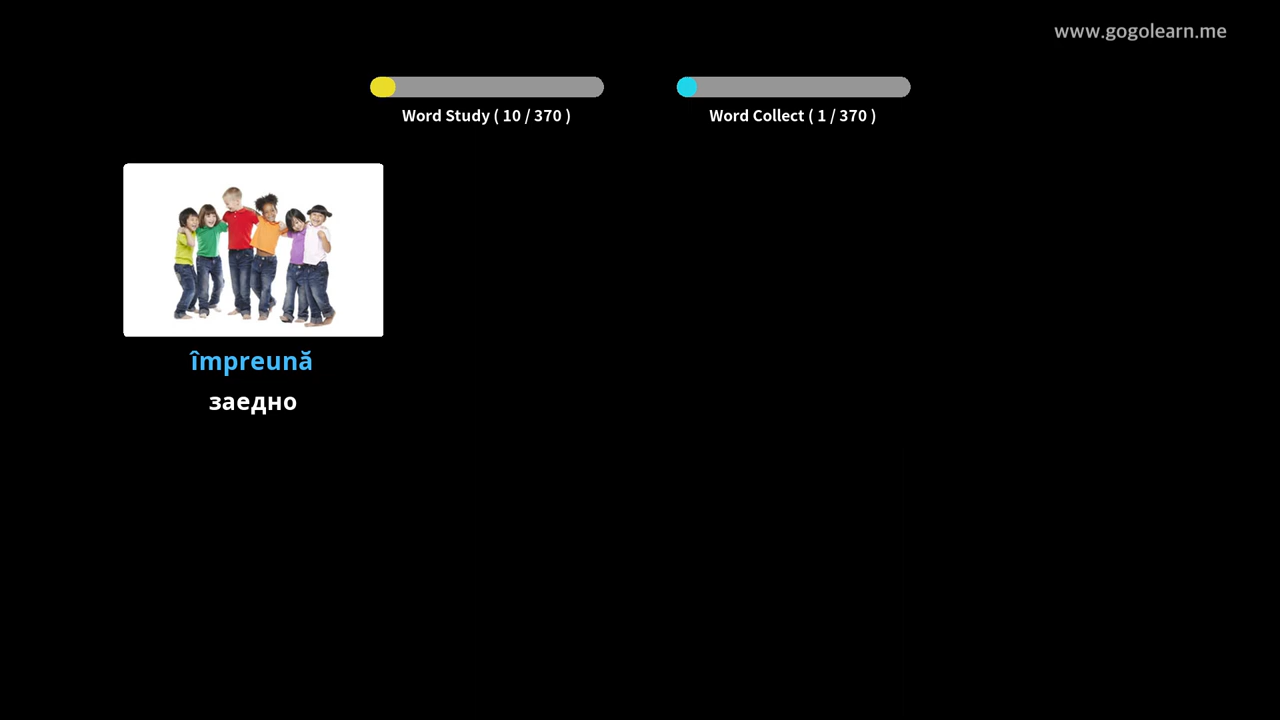 www.gogolearn.me
Word Study ( 10 / 370 )
Word Collect ( 1 / 370 )
împreună
заедно